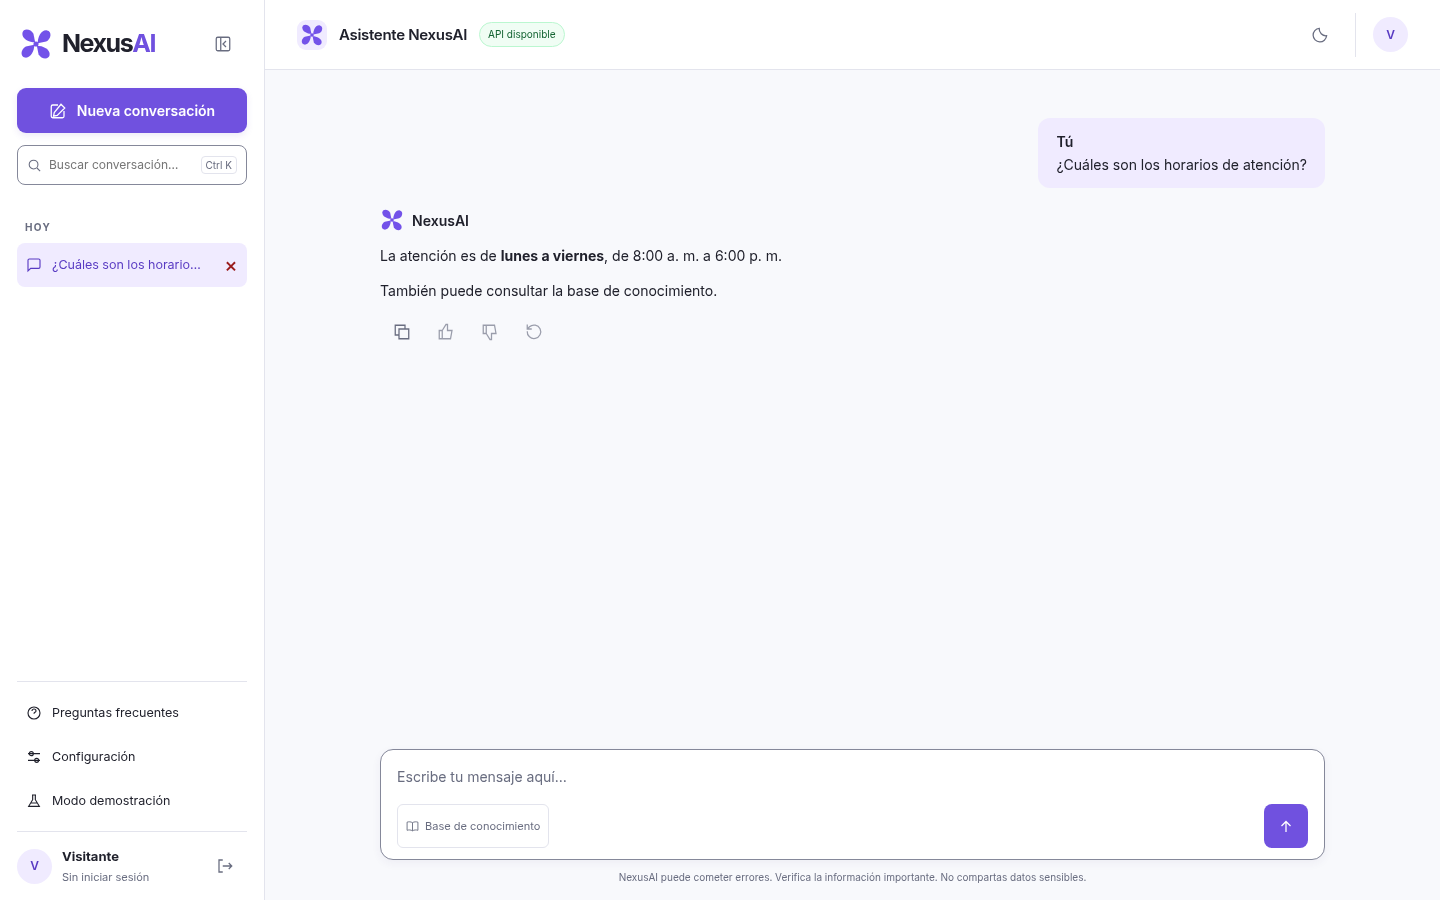 NexusAI
Nueva conversación
Buscar conversación...
Ctrl K
HOY
¿Cuáles son los horario...
Preguntas frecuentes
Configuración
Modo demostración
V
Visitante
Sin iniciar sesión
Asistente NexusAI
API disponible
V
Tú
¿Cuáles son los horarios de atención?
NexusAI
La atención es de lunes a viernes, de 8:00 a. m. a 6:00 p. m.
También puede consultar la base de conocimiento.
Escribe tu mensaje aquí...
Base de conocimiento
NexusAI puede cometer errores. Verifica la información importante. No compartas datos sensibles.